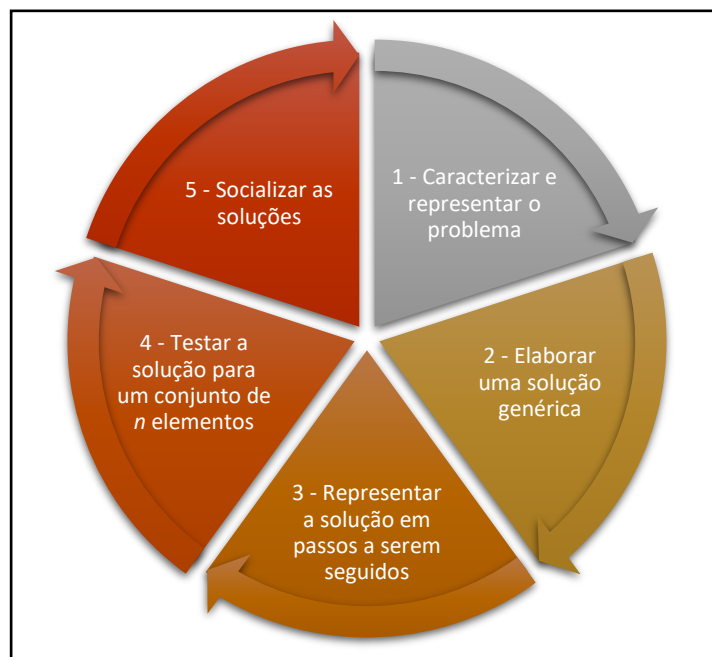 1 - Caracterizar e
representar o
problema
2 - Elaborar
uma solução
genérica
3 - Representar
a solução em
passos a serem
seguidos
4 - Testar a
solução para
um conjunto de
n elementos
5 - Socializar as
soluções